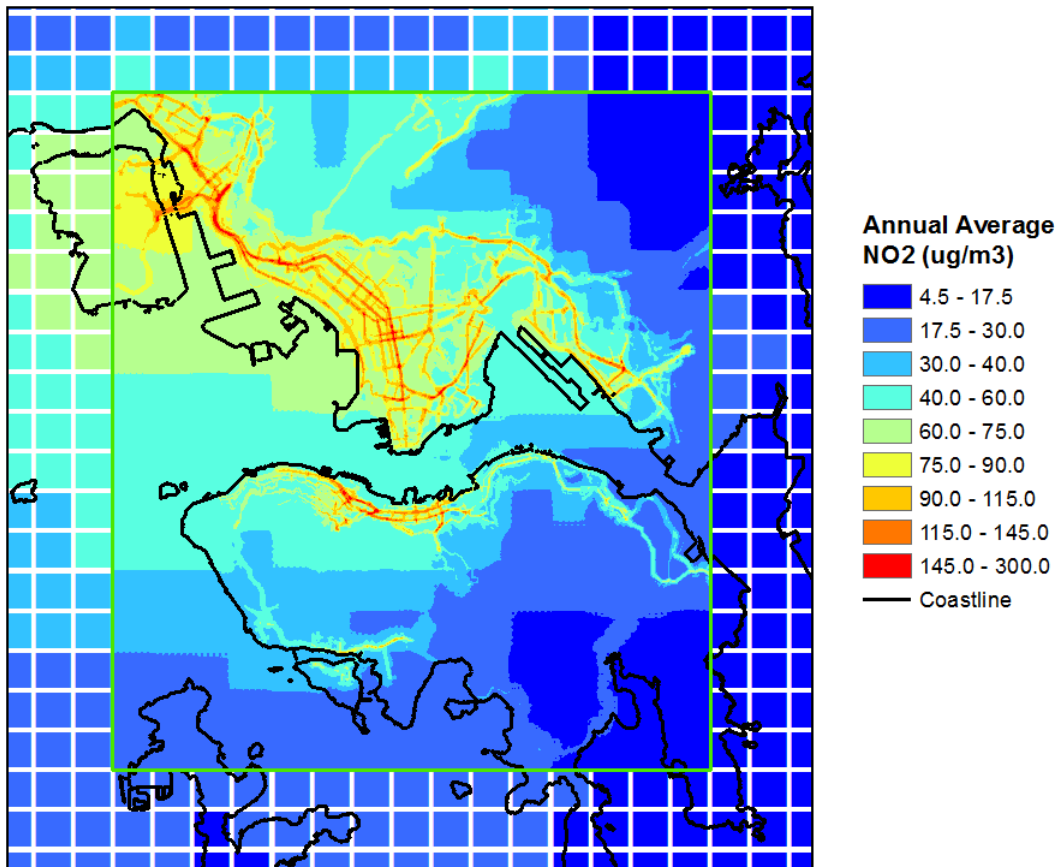 Annual Average
NO2 (ug/m3)
4.5 - 17.5
17.5 - 30.0
30.0 - 40.0
40.0 - 60.0
60.0 - 75.0
75.0 - 90.0
90.0 - 115.0
115.0 - 145.0
145.0 - 300.0
Coastline